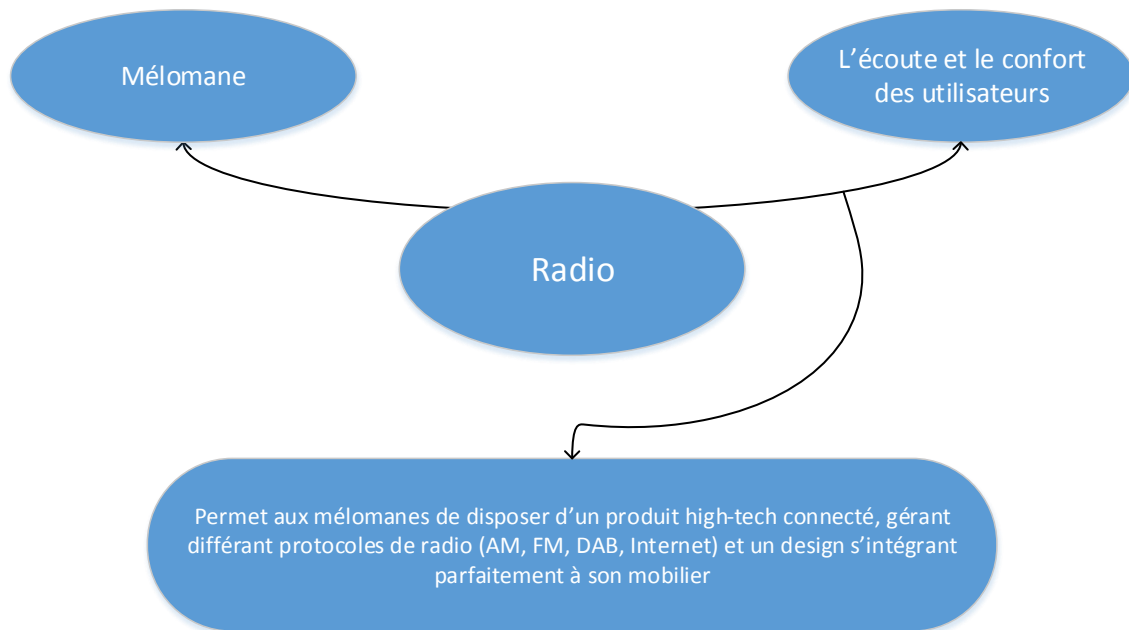 Mélomane
L’écoute et le confort
des utilisateurs
Radio
Permet aux mélomanes de disposer d’un produit high-tech connecté, gérant
différant protocoles de radio (AM, FM, DAB, Internet) et un design s’intégrant
parfaitement à son mobilier